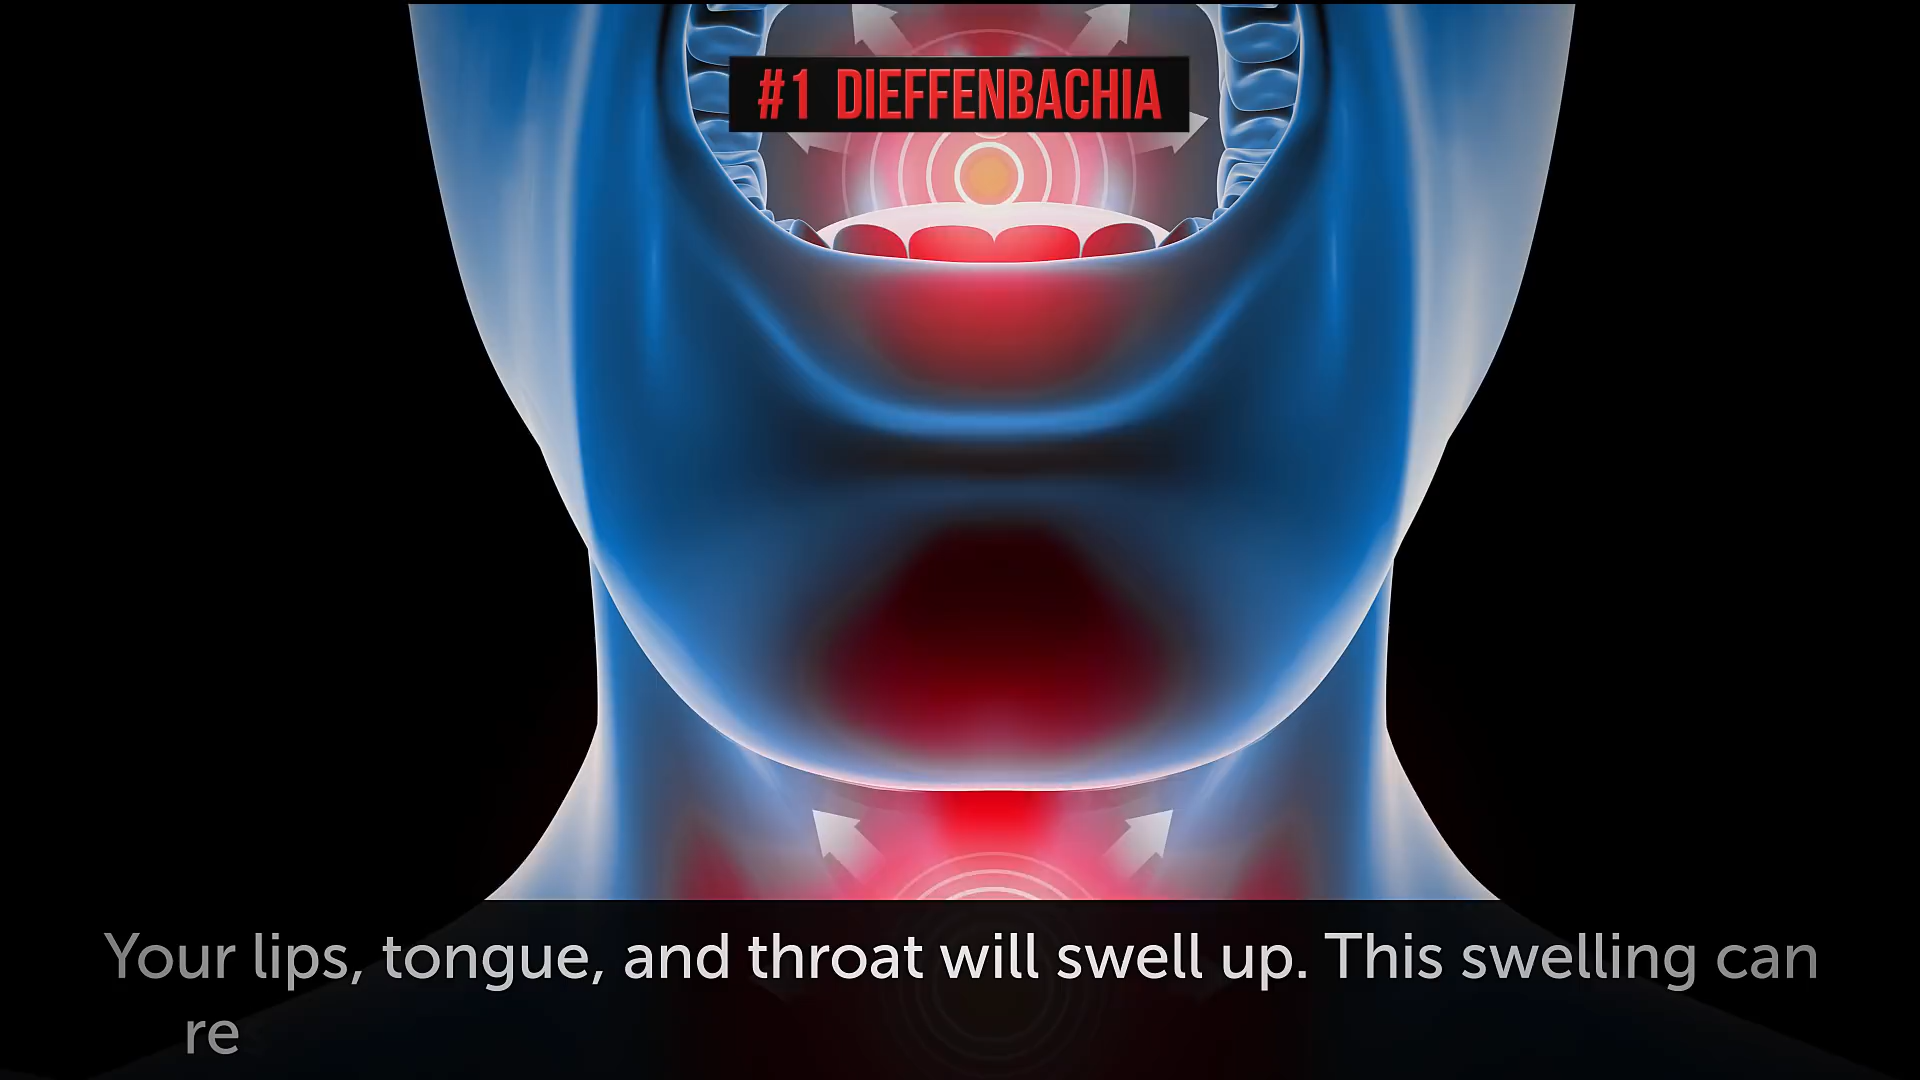 #1 DIEFFENBACHIA
Your lips, tongue, and throat will swell up. This swelling can
re